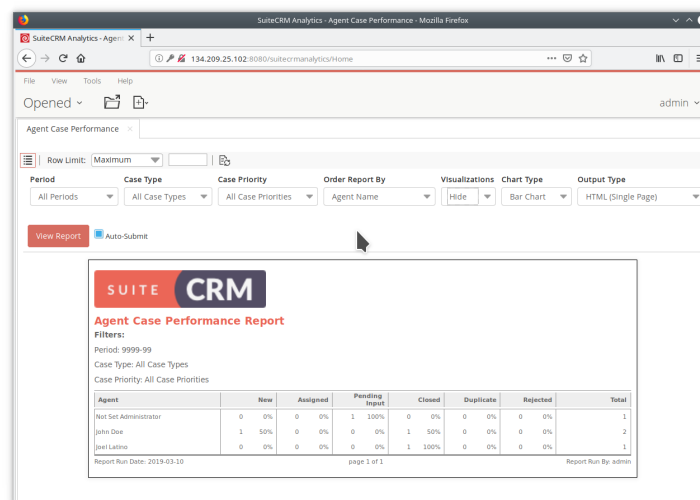 SuiteCRM Analytics - Agent Case Performance - Mozilla Firefox
SuiteCRM Analytics - Agen
134.209.25.102:8080/suitecrmanalytics/Home
File View Tools Help
Opened
admin
Agent Case Performance
Row Limit: Maximum
Period Case Type Case Priority Order Report By Visualizations Chart Type Output Type
All Periods All Case Types All Case Priorities Agent Name Hide Bar Chart HTML (Single Page)
View Report Auto-Submit
SUITE CRM
Agent Case Performance Report
Filters:
Period: 9999-99
Case Type: All Case Types
Case Priority: All Case Priorities
Agent New Assigned Pending Input Closed Duplicate Rejected Total
Not Set Administrator 0 0% 0 0% 1 100% 0 0% 0 0% 0 0% 1
John Doe 1 50% 0 0% 0 0% 1 50% 0 0% 0 0% 2
Joel Latino 0 0% 0 0% 0 0% 1 100% 0 0% 0 0% 1
Report Run Date: 2019-03-10 page 1 of 1 Report Run By: admin